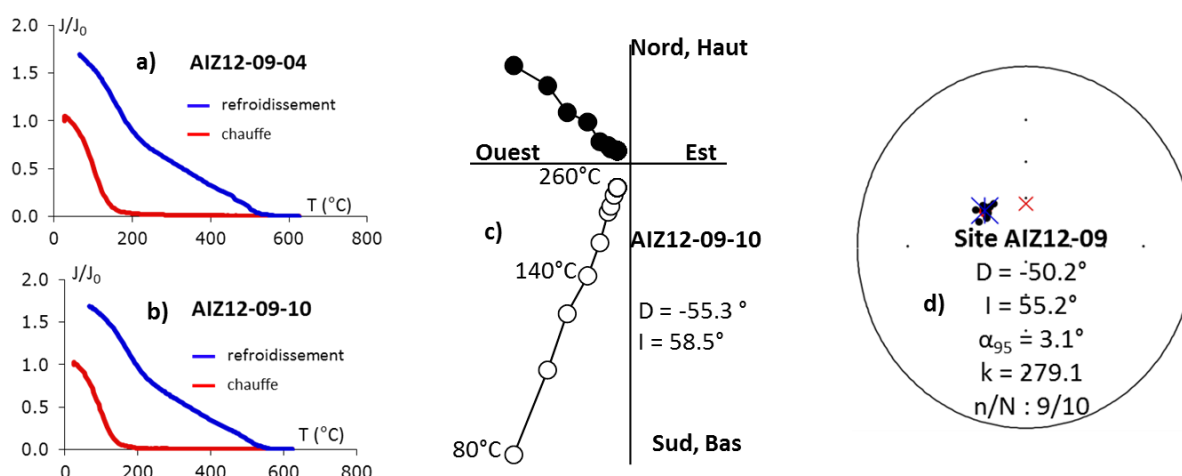 J/J₀
2.0
1.5
1.0
0.5
0.0
a) AIZ12-09-04
refroidissement
chauffe
T (°C)
0 200 400 600 800
J/J₀
2.0
1.5
1.0
0.5
0.0
b) AIZ12-09-10
refroidissement
chauffe
T (°C)
0 200 400 600 800
Nord, Haut
Ouest Est
260°C
c) AIZ12-09-10
140°C
D = -55.3 °
I = 58.5°
80°C
Sud, Bas
Site AIZ12-09
D = -50.2°
d) I = 55.2°
α₉₅ = 3.1°
k = 279.1
n/N : 9/10